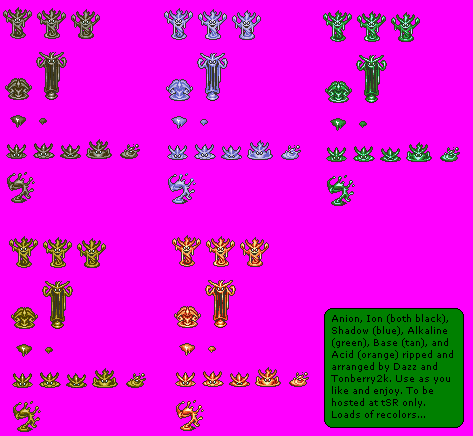 Anion, Ion (both black),
Shadow (blue), Alkaline
(green), Base (tan), and
Acid (orange) ripped and
arranged by Dazz and
Tonberry2k. Use as you
like and enjoy. To be
hosted at tSR only.
Loads of recolors...